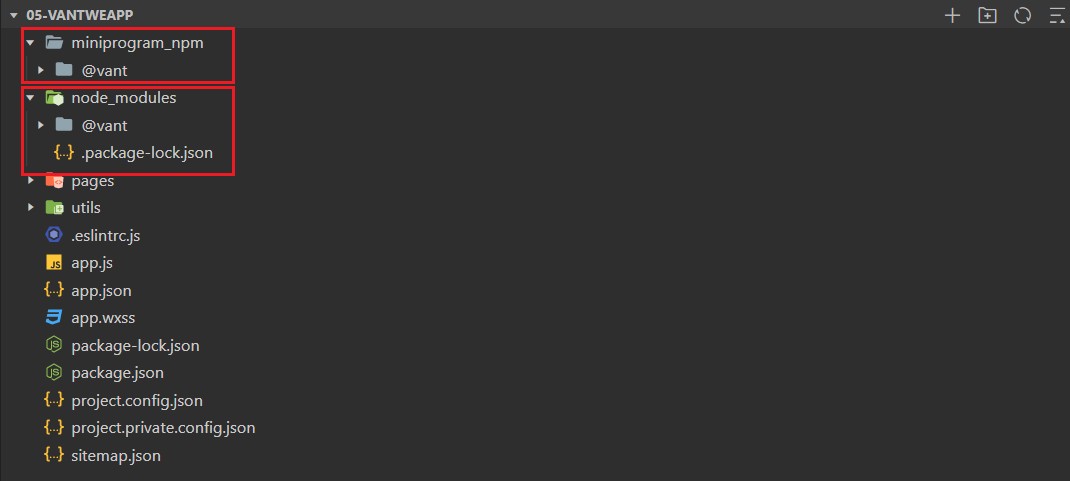 05-VANTWEAPP
miniprogram_npm
@vant
node_modules
@vant
.package-lock.json
pages
utils
.eslintrc.js
app.js
app.json
app.wxss
package-lock.json
package.json
project.config.json
project.private.config.json
sitemap.json